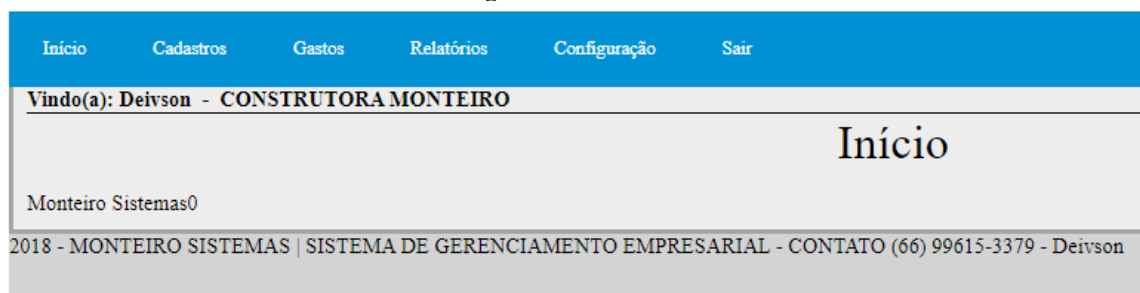 Início Cadastros Gastos Relatórios Configuração Sair
Vindo(a): Deivson - CONSTRUTORA MONTEIRO
Início
Monteiro Sistemas0
2018 - MONTEIRO SISTEMAS | SISTEMA DE GERENCIAMENTO EMPRESARIAL - CONTATO (66) 99615-3379 - Deivson